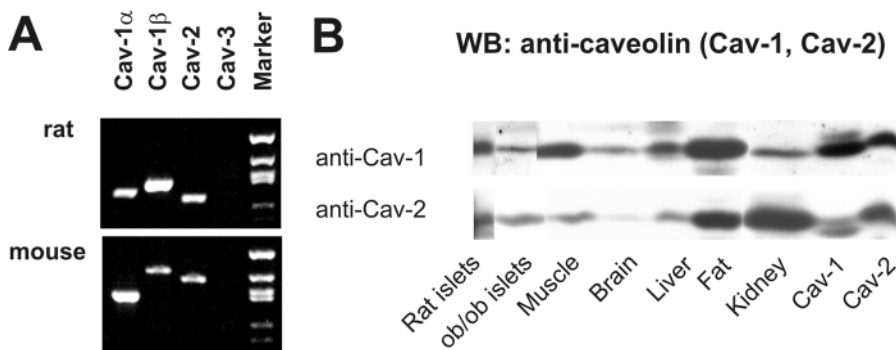 A
Cav-1α
Cav-1β
Cav-2
Cav-3
Marker
rat
mouse
B
WB: anti-caveolin (Cav-1, Cav-2)
anti-Cav-1
anti-Cav-2
Rat islets
ob/ob islets
Muscle
Brain
Liver
Fat
Kidney
Cav-1
Cav-2